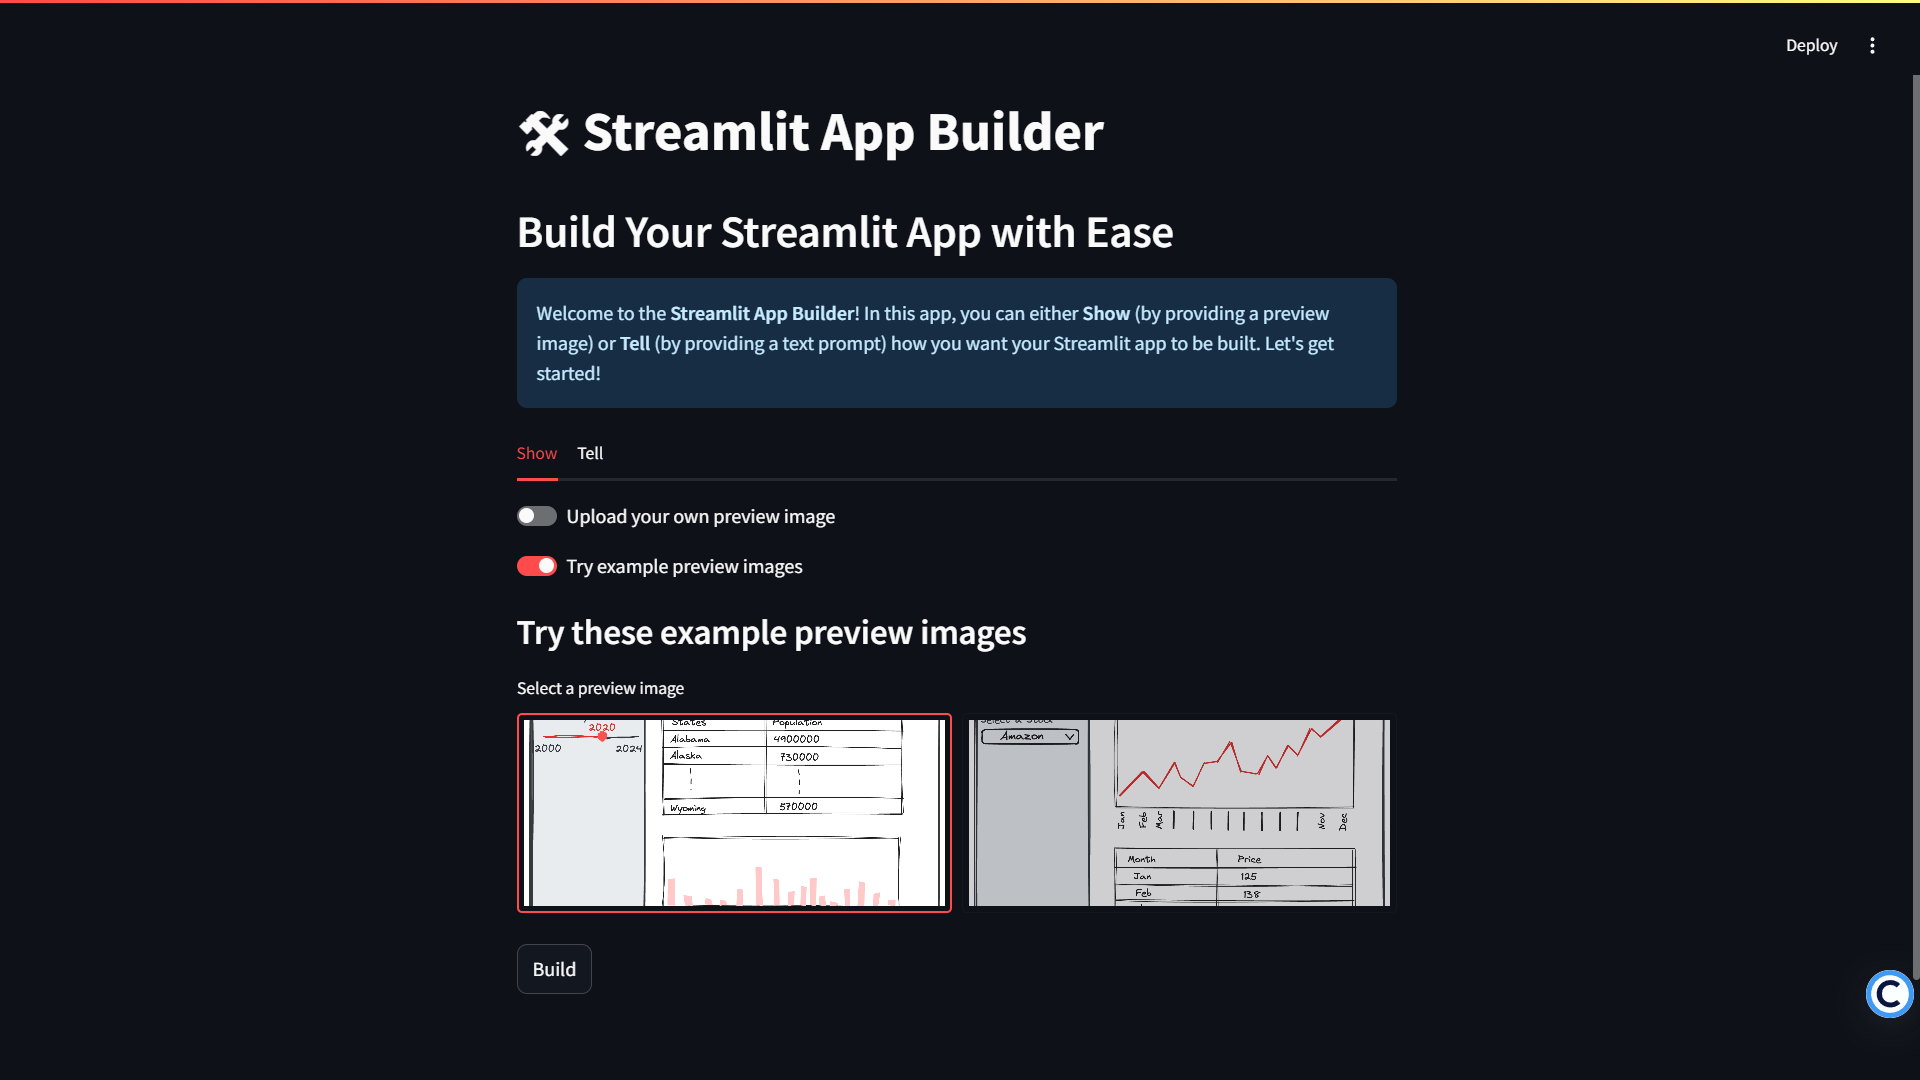 Deploy
🛠 Streamlit App Builder
Build Your Streamlit App with Ease
Welcome to the Streamlit App Builder! In this app, you can either Show (by providing a preview
image) or Tell (by providing a text prompt) how you want your Streamlit app to be built. Let's get
started!
Show Tell
Upload your own preview image
Try example preview images
Try these example preview images
Select a preview image
2020
2000 2024
States Population
Alabama 4900000
Alaska 730000
Wyoming 570000
Select a Stock
Amazon
Jan Feb Mar Nov Dec
Month Price
Jan 125
Feb 138
Build
C